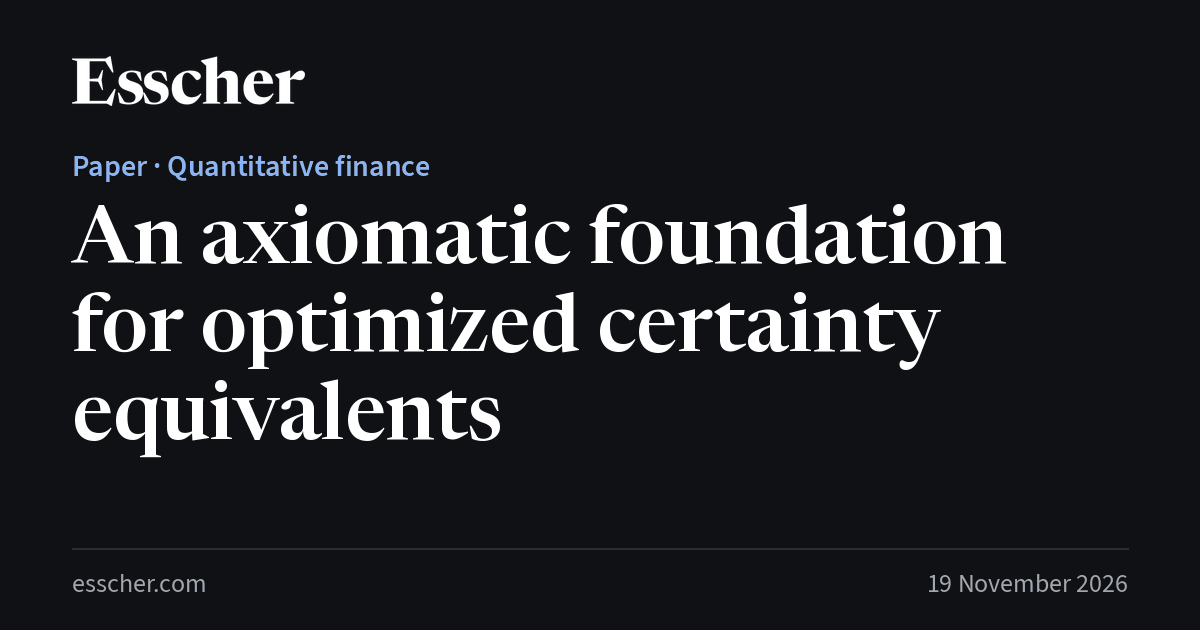 Esscher
Paper · Quantitative finance
An axiomatic foundation
for optimized certainty
equivalents
esscher.com
19 November 2026